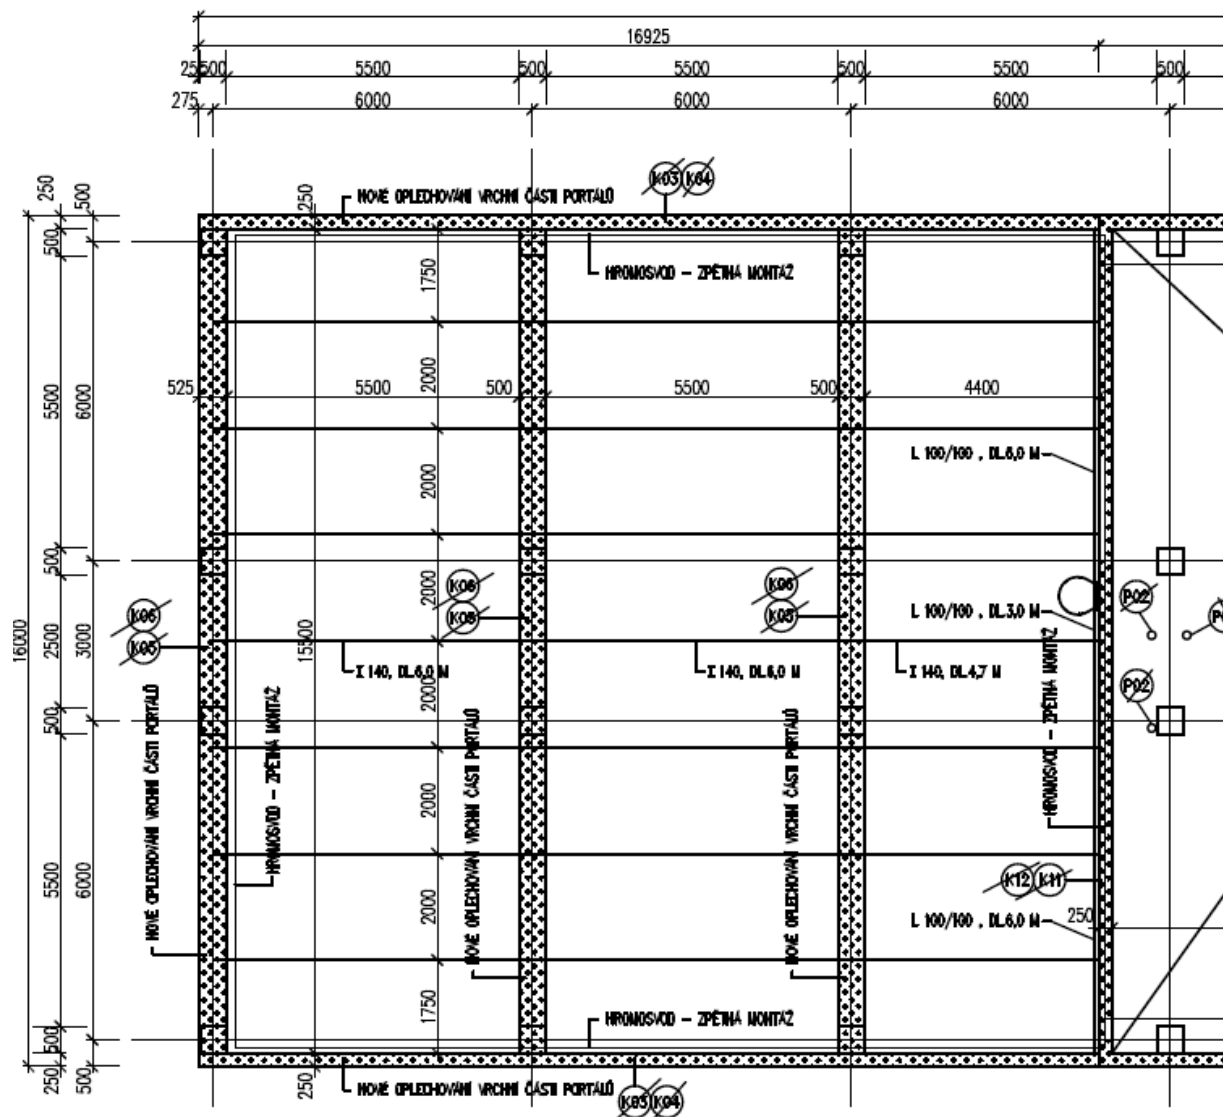 16925
25 500 5500 500 5500 500 5500 500
275 6000 6000 6000
250 500
K03 K04
NOVÉ OPLECHOVÁNÍ VRCHNÍ ČÁSTI PORTÁLŮ
250
500
HROMOSVOD – ZPĚTNÁ MONTÁŽ
1750
2000
525 5500 500 5500 500 4400
5500 6000
L 100/100 , DL.6,0 M
2000
500
2000
K06 K06 K06
K05 K05 K05
L 100/100 , DL.3,0 M
P02
16000 2500 3000
15500
I 140, DL.6,0 M I 140, DL.6,0 M I 140, DL.4,7 M
P02
2000
500
NOVÉ OPLECHOVÁNÍ VRCHNÍ ČÁSTI PORTÁLŮ
HROMOSVOD – ZPĚTNÁ MONTÁŽ
NOVÉ OPLECHOVÁNÍ VRCHNÍ ČÁSTI PORTÁLŮ
NOVÉ OPLECHOVÁNÍ VRCHNÍ ČÁSTI PORTÁLŮ
HROMOSVOD – ZPĚTNÁ MONTÁŽ
2000
5500 6000
K12 K11
2000
L 100/100 , DL.6,0 M
250
1750
HROMOSVOD – ZPĚTNÁ MONTÁŽ
500
250 500
250
NOVÉ OPLECHOVÁNÍ VRCHNÍ ČÁSTI PORTÁLŮ
K03 K04